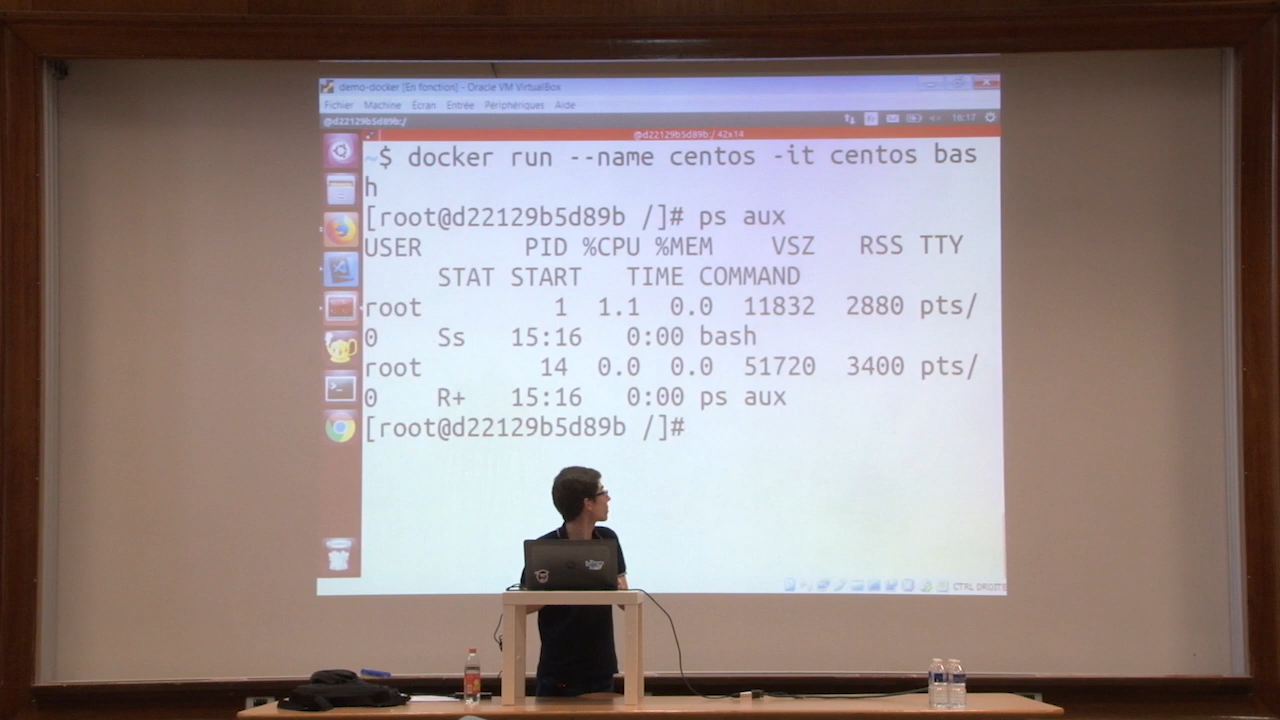 demo-docker [En fonction] - Oracle VM VirtualBox
Fichier Machine Écran Entrée Périphériques Aide
@d22129b5d89b:/ Fr 16:17
@d22129b5d89b:/ 42x14
~$ docker run --name centos -it centos bas
h
[root@d22129b5d89b /]# ps aux
USER PID %CPU %MEM VSZ RSS TTY
STAT START TIME COMMAND
root 1 1.1 0.0 11832 2880 pts/
0 Ss 15:16 0:00 bash
root 14 0.0 0.0 51720 3400 pts/
0 R+ 15:16 0:00 ps aux
[root@d22129b5d89b /]#
CTRL DROITE